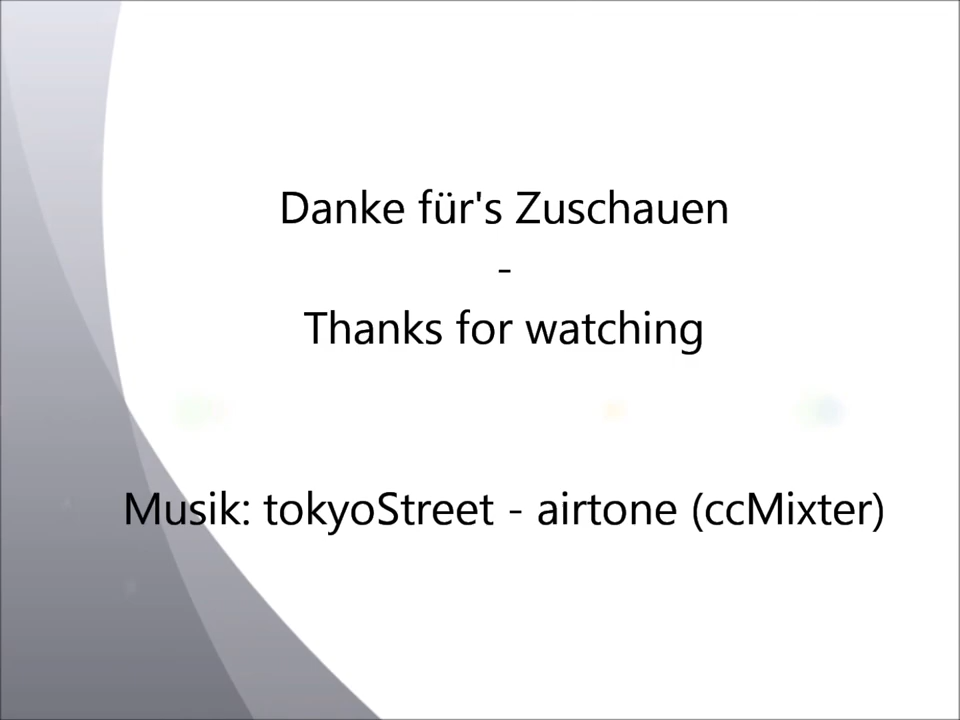 Danke für's Zuschauen
-
Thanks for watching
Musik: tokyoStreet - airtone (ccMixter)